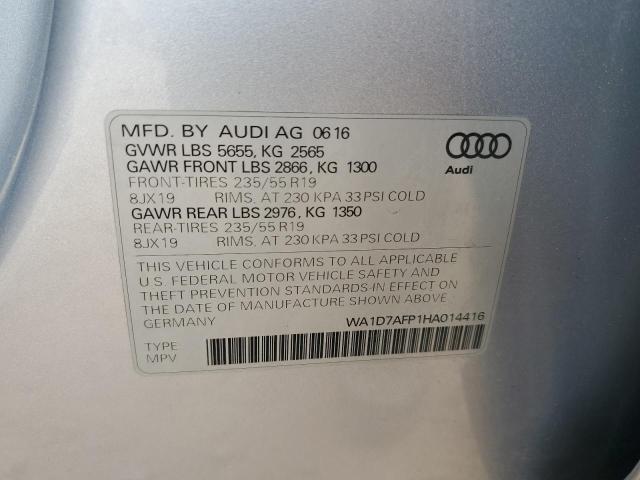 MFD. BY AUDI AG 06 16
GVWR LBS 5655, KG 2565
GAWR FRONT LBS 2866, KG 1300
FRONT-TIRES 235/55 R19
8JX19 RIMS, AT 230 KPA 33 PSI COLD
GAWR REAR LBS 2976, KG 1350
REAR-TIRES 235/55 R19
8JX19 RIMS, AT 230 KPA 33 PSI COLD
Audi
THIS VEHICLE CONFORMS TO ALL APPLICABLE
U.S. FEDERAL MOTOR VEHICLE SAFETY AND
THEFT PREVENTION STANDARDS IN EFFECT ON
THE DATE OF MANUFACTURE SHOWN ABOVE.
GERMANY WA1D7AFP1HA014416
TYPE
MPV